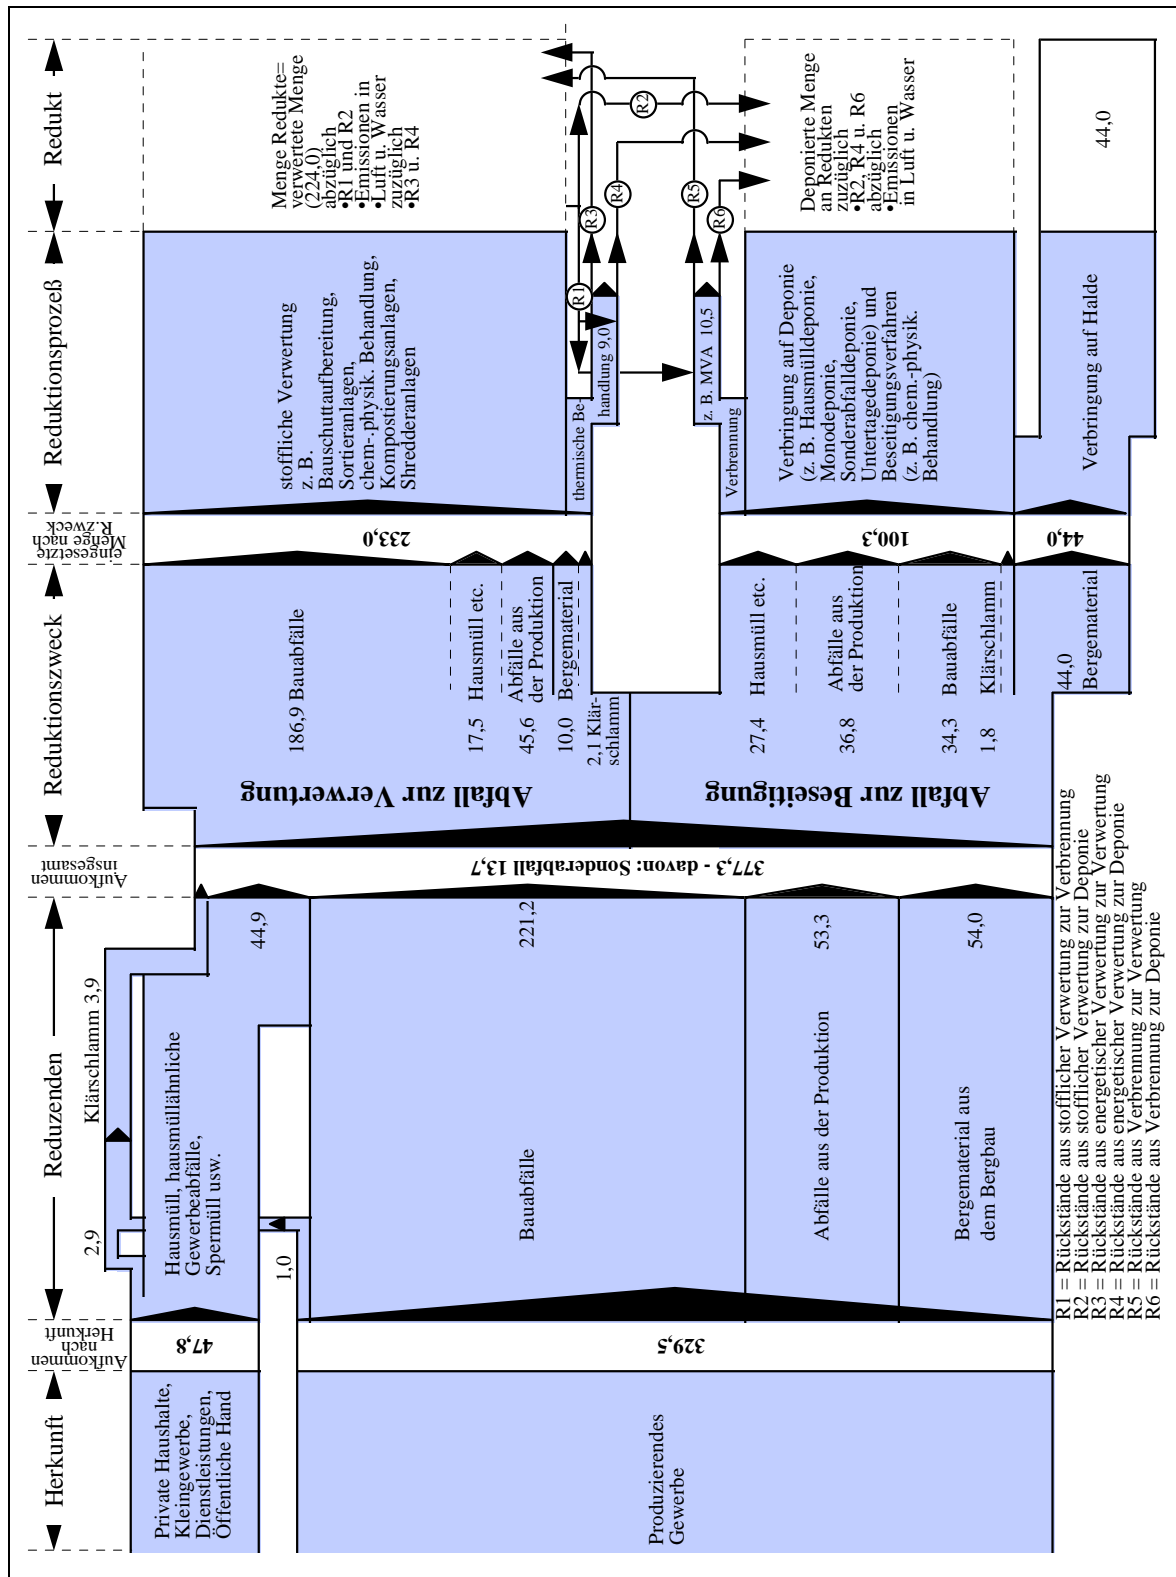 Herkunft
Aufkommen
nach
Herkunft
Reduzenden
Aufkommen
insgesamt
Reduktionszweck
eingesetzte
Menge nach
R.zweck
Reduktionsprozeß
Redukt
Private Haushalte,
Kleingewerbe,
Dienstleistungen,
Öffentliche Hand
Produzierendes
Gewerbe
47,8
329,5
2,9
Klärschlamm 3,9
Hausmüll, hausmüllähnliche
Gewerbeabfälle,
Spermüll usw.
44,9
1,0
Bauabfälle
221,2
Abfälle aus der Produktion
53,3
Bergematerial aus
dem Bergbau
54,0
377,3 - davon: Sonderabfall 13,7
Abfall zur Verwertung
Abfall zur Beseitigung
186,9 Bauabfälle
17,5
Hausmüll etc.
45,6
Abfälle aus
der Produktion
10,0
Bergematerial
2,1 Klär-
schlamm
27,4
Hausmüll etc.
36,8
Abfälle aus
der Produktion
34,3
Bauabfälle
1,8
Klärschlamm
44,0
Bergematerial
233,0
100,3
44,0
stoffliche Verwertung
z. B.
Bauschuttaufbereitung,
Sortieranlagen,
chem-.physik. Behandlung,
Kompostierungsanlagen,
Shredderanlagen
thermische Be-
handlung 9,0
z. B. MVA 10,5
Verbrennung
Verbringung auf Deponie
(z. B. Hausmülldeponie,
Monodeponie,
Sonderabfalldeponie,
Untertagedeponie) und
Beseitigungsverfahren
(z. B. chem.-physik.
Behandlung)
Verbringung auf Halde
Menge Redukte=
verwertete Menge
(224,0)
abzüglich
•R1 und R2
•Emissionen in
•Luft u. Wasser
zuzüglich
•R3 u. R4
R1
R2
R3
R4
R5
R6
Deponierte Menge
an Redukten
zuzüglich
•R2, R4 u. R6
abzüglich
•Emissionen
in Luft u. Wasser
44,0
R1 = Rückstände aus stofflicher Verwertung zur Verbrennung
R2 = Rückstände aus stofflicher Verwertung zur Deponie
R3 = Rückstände aus energetischer Verwertung zur Verwertung
R4 = Rückstände aus energetischer Verwertung zur Deponie
R5 = Rückstände aus Verbrennung zur Verwertung
R6 = Rückstände aus Verbrennung zur Deponie